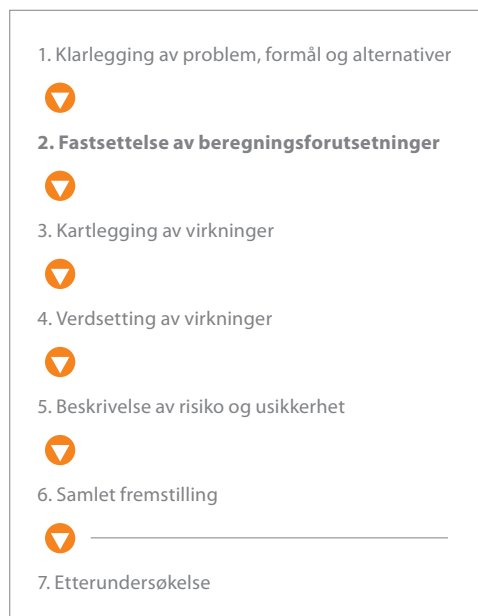 1. Klarlegging av problem, formål og alternativer
2. Fastsettelse av beregningsforutsetninger
3. Kartlegging av virkninger
4. Verdsetting av virkninger
5. Beskrivelse av risiko og usikkerhet
6. Samlet fremstilling
7. Etterundersøkelse